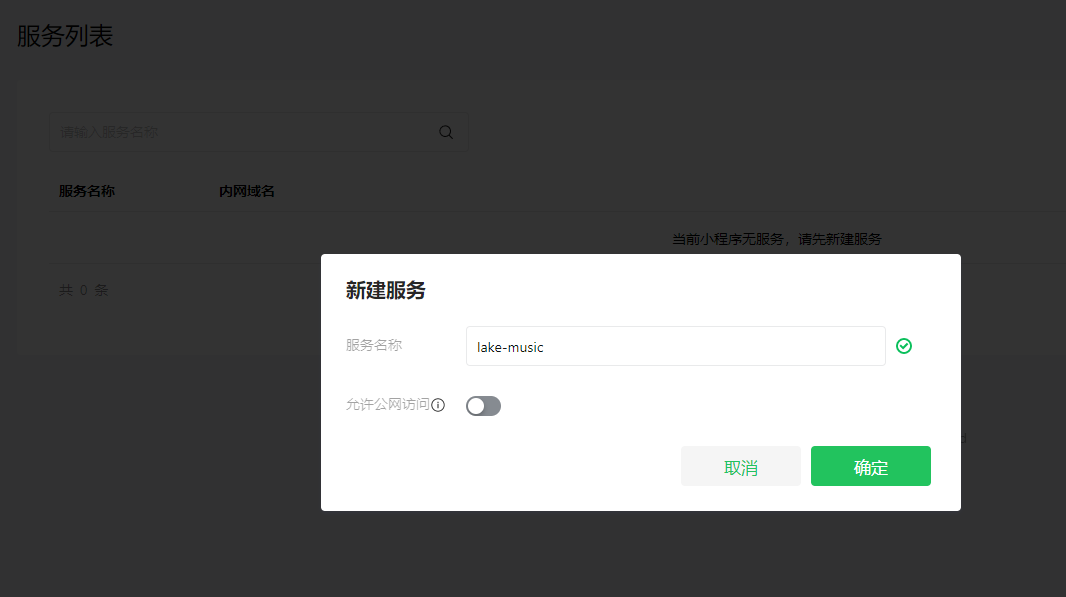 服务列表
请输入服务名称
服务名称 内网域名
当前小程序无服务，请先新建服务
共 0 条
新建服务
服务名称 lake-music
允许公网访问
取消 确定